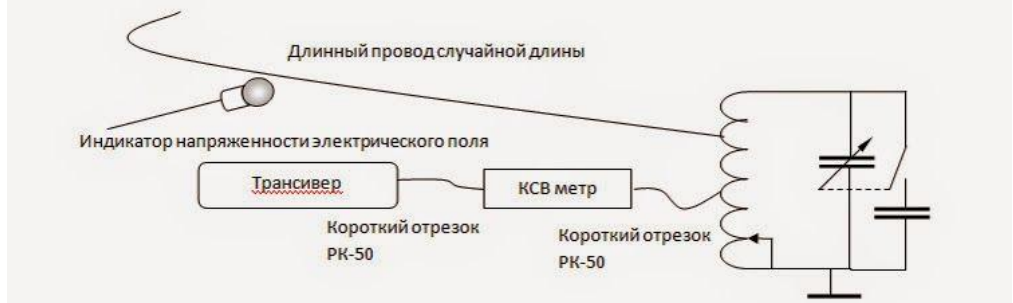 Длинный провод случайной длины
Индикатор напряженности электрического поля
Трансивер
КСВ метр
Короткий отрезок
РК-50
Короткий отрезок
РК-50